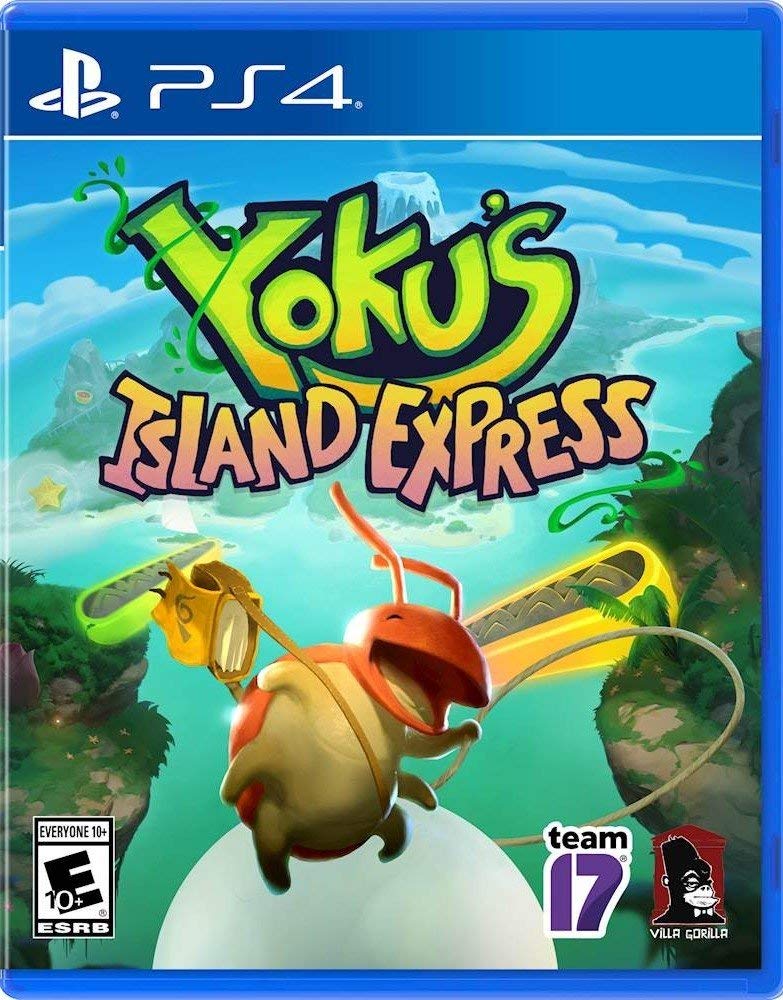 PS4
YOKU'S
ISLAND EXPRESS
EVERYONE 10+
E
10+
®
ESRB
team
17®
VILLA GORILLA